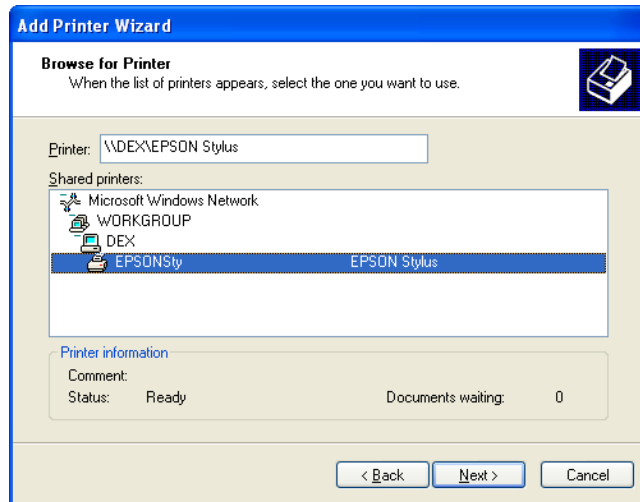 Add Printer Wizard
Browse for Printer
When the list of printers appears, select the one you want to use.
Printer: \\DEX\EPSON Stylus
Shared printers:
Microsoft Windows Network
WORKGROUP
DEX
EPSONSty EPSON Stylus
Printer information
Comment:
Status: Ready Documents waiting: 0
< Back Next > Cancel